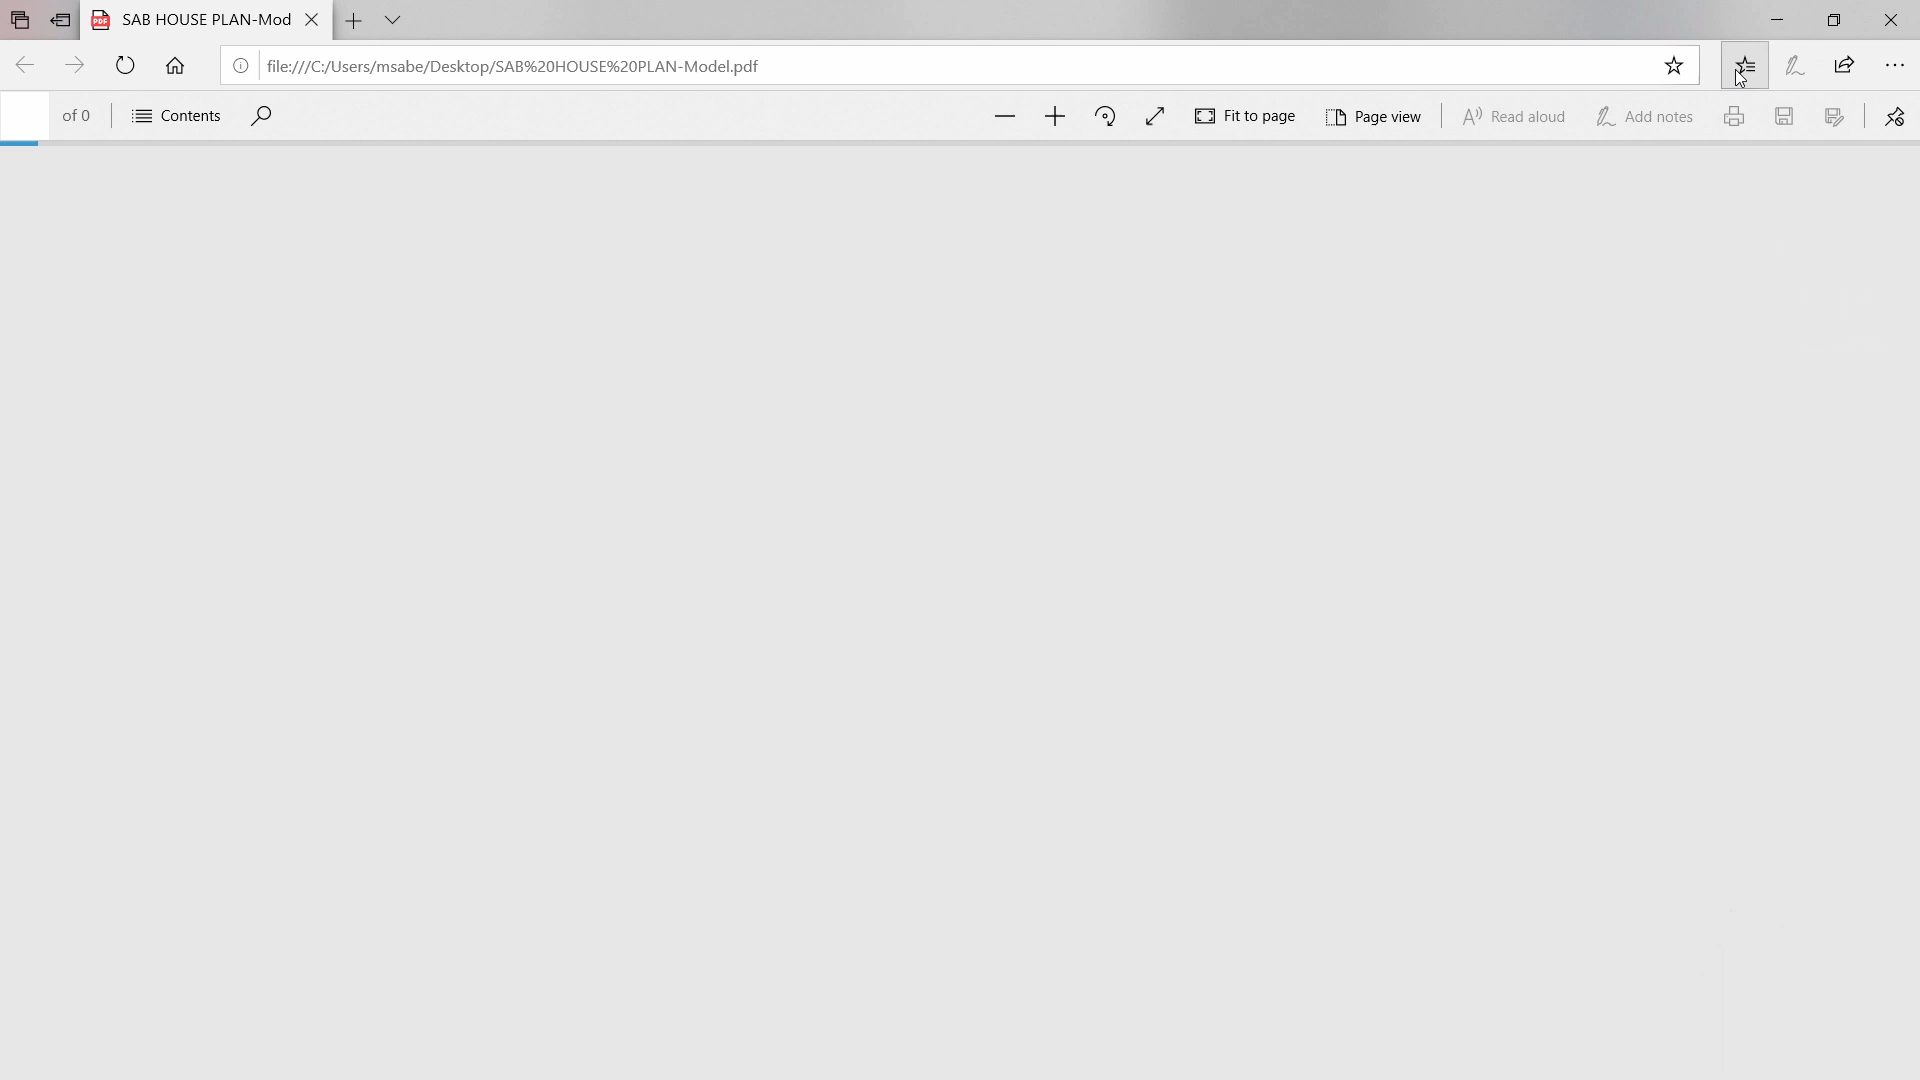 SAB HOUSE PLAN-Mod
file:///C:/Users/msabe/Desktop/SAB%20HOUSE%20PLAN-Model.pdf
of 0 Contents Fit to page Page view Read aloud Add notes